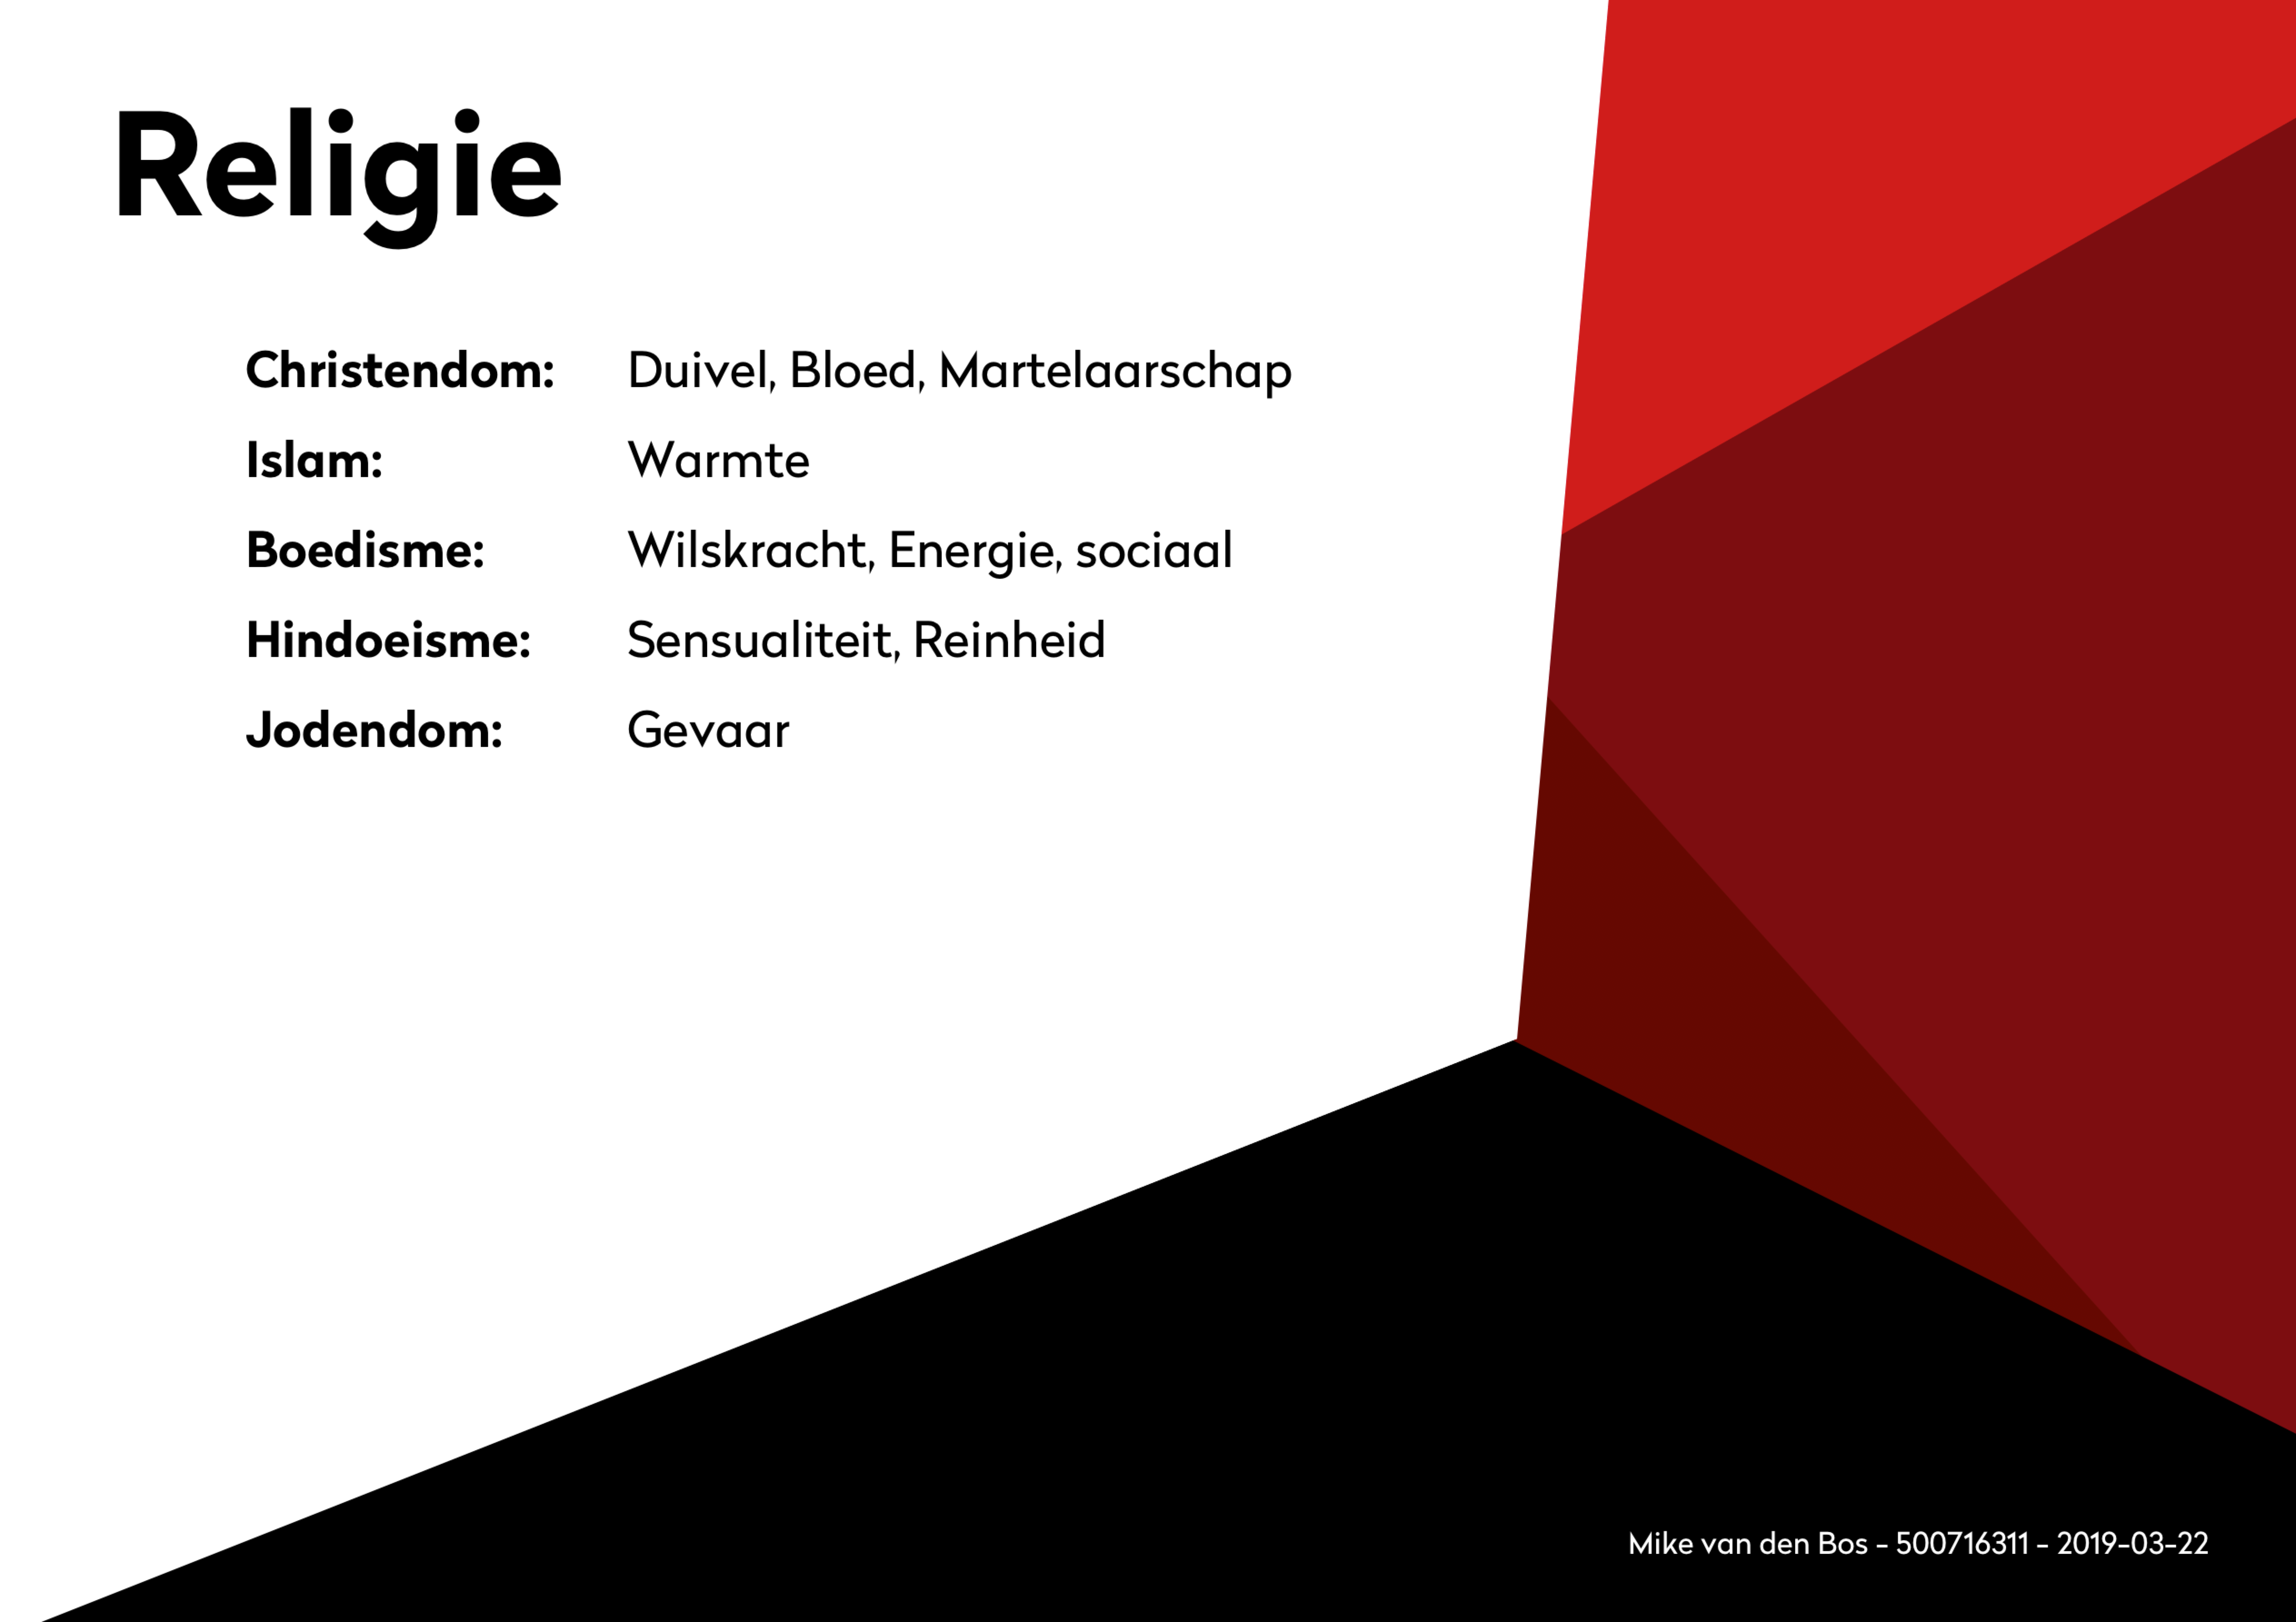 Religie
Christendom: Duivel, Bloed, Martelaarschap
Islam: Warmte
Boedisme: Wilskracht, Energie, sociaal
Hindoeisme: Sensualiteit, Reinheid
Jodendom: Gevaar
Mike van den Bos - 500716311 - 2019-03-22